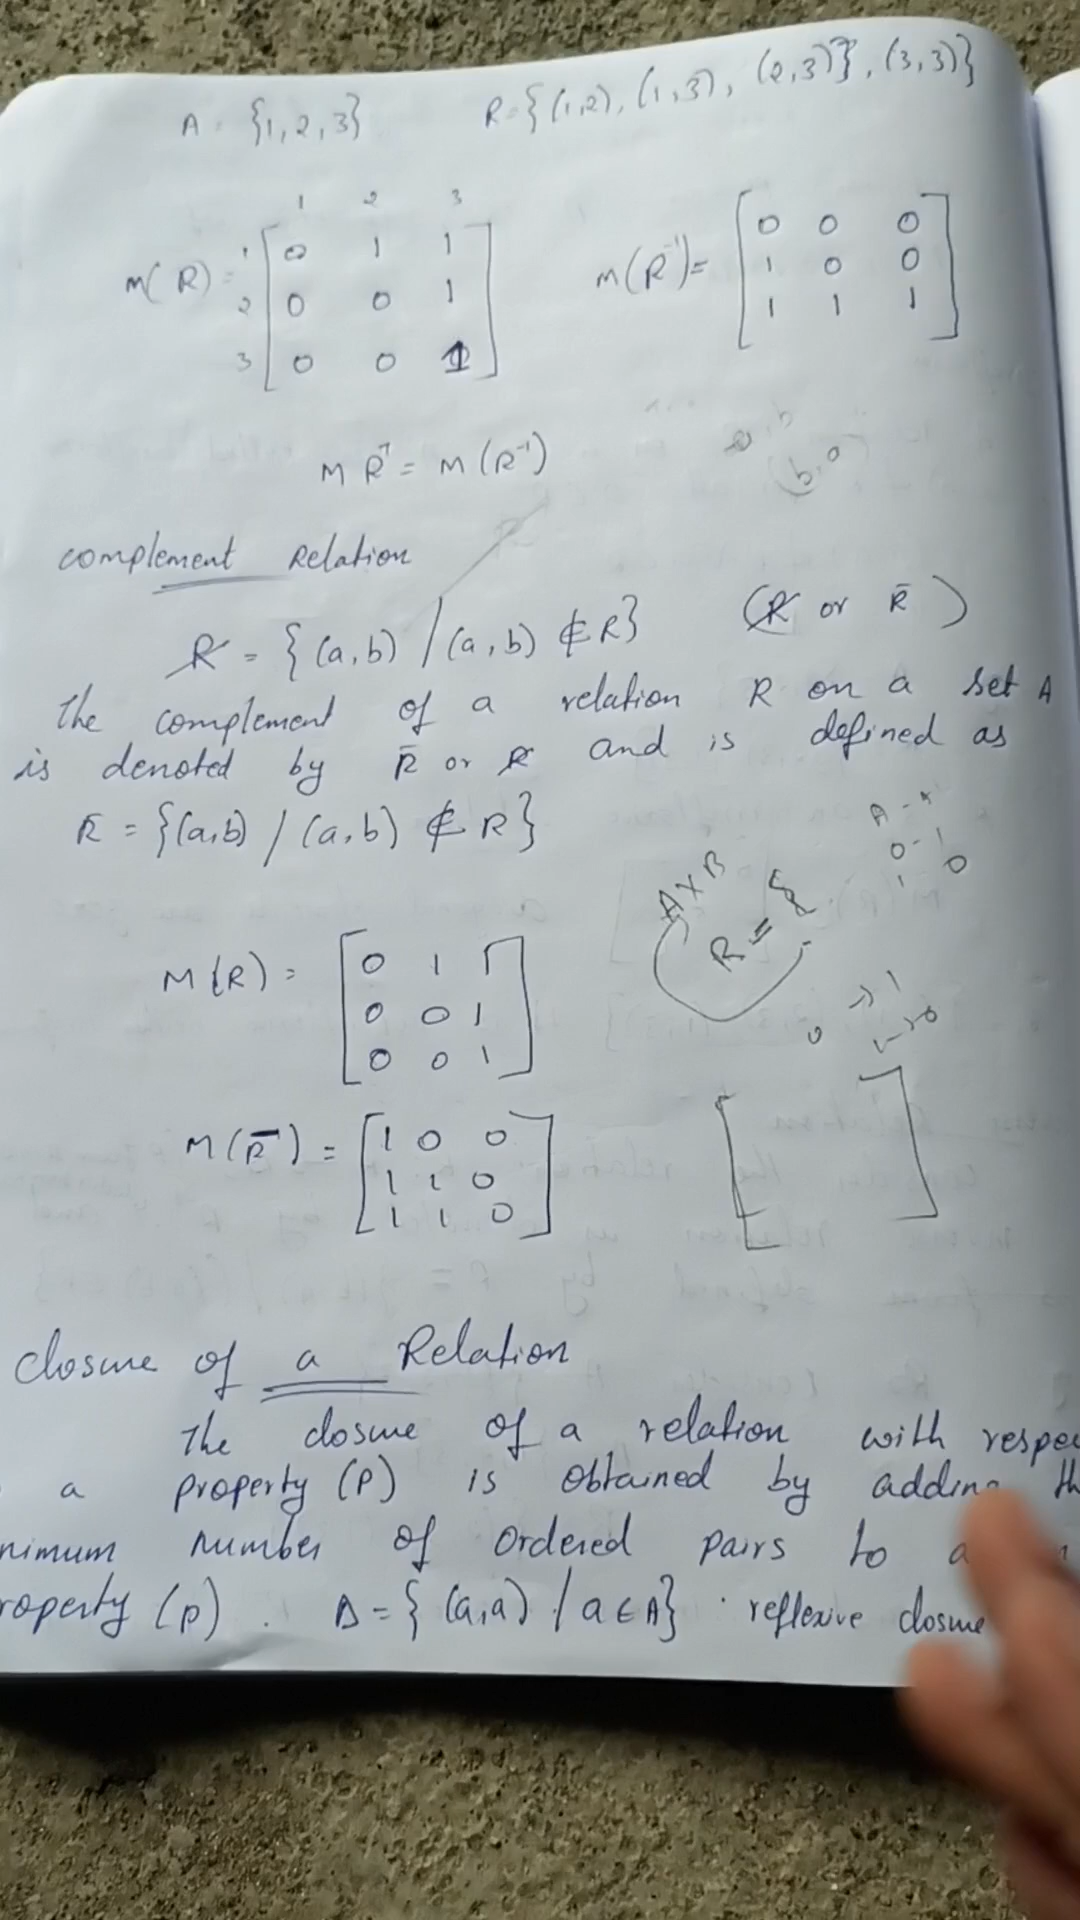 A = {1, 2, 3} R = {(1,2), (1,3), (2,3)}, (3,3)}
1 2 3
M(R) = 1 [0 1 1] M(R⁻¹) = [0 0 0]
2 [0 0 1] [1 0 0]
3 [0 0 1] [1 1 1]
M Rᵀ = M(R⁻¹)
(b, a)
complement Relation
R̸ = {(a,b) / (a,b) ∉ R} (R̸ or R̄)
The complement of a relation R on a set A
is denoted by R̄ or R̸ and is defined as
R̄ = {(a,b) / (a,b) ∉ R}
A × B
R = {
M(R) = [0 1 1]
[0 0 1]
[0 0 1]
M(R̄) = [1 0 0]
[1 1 0]
[1 1 0]
closure of a Relation
The closure of a relation with respec
a property (P) is obtained by adding th
nimum number of ordered pairs to a
roperty (p). Δ = {(a,a) / a ∈ A} . reflexive closure